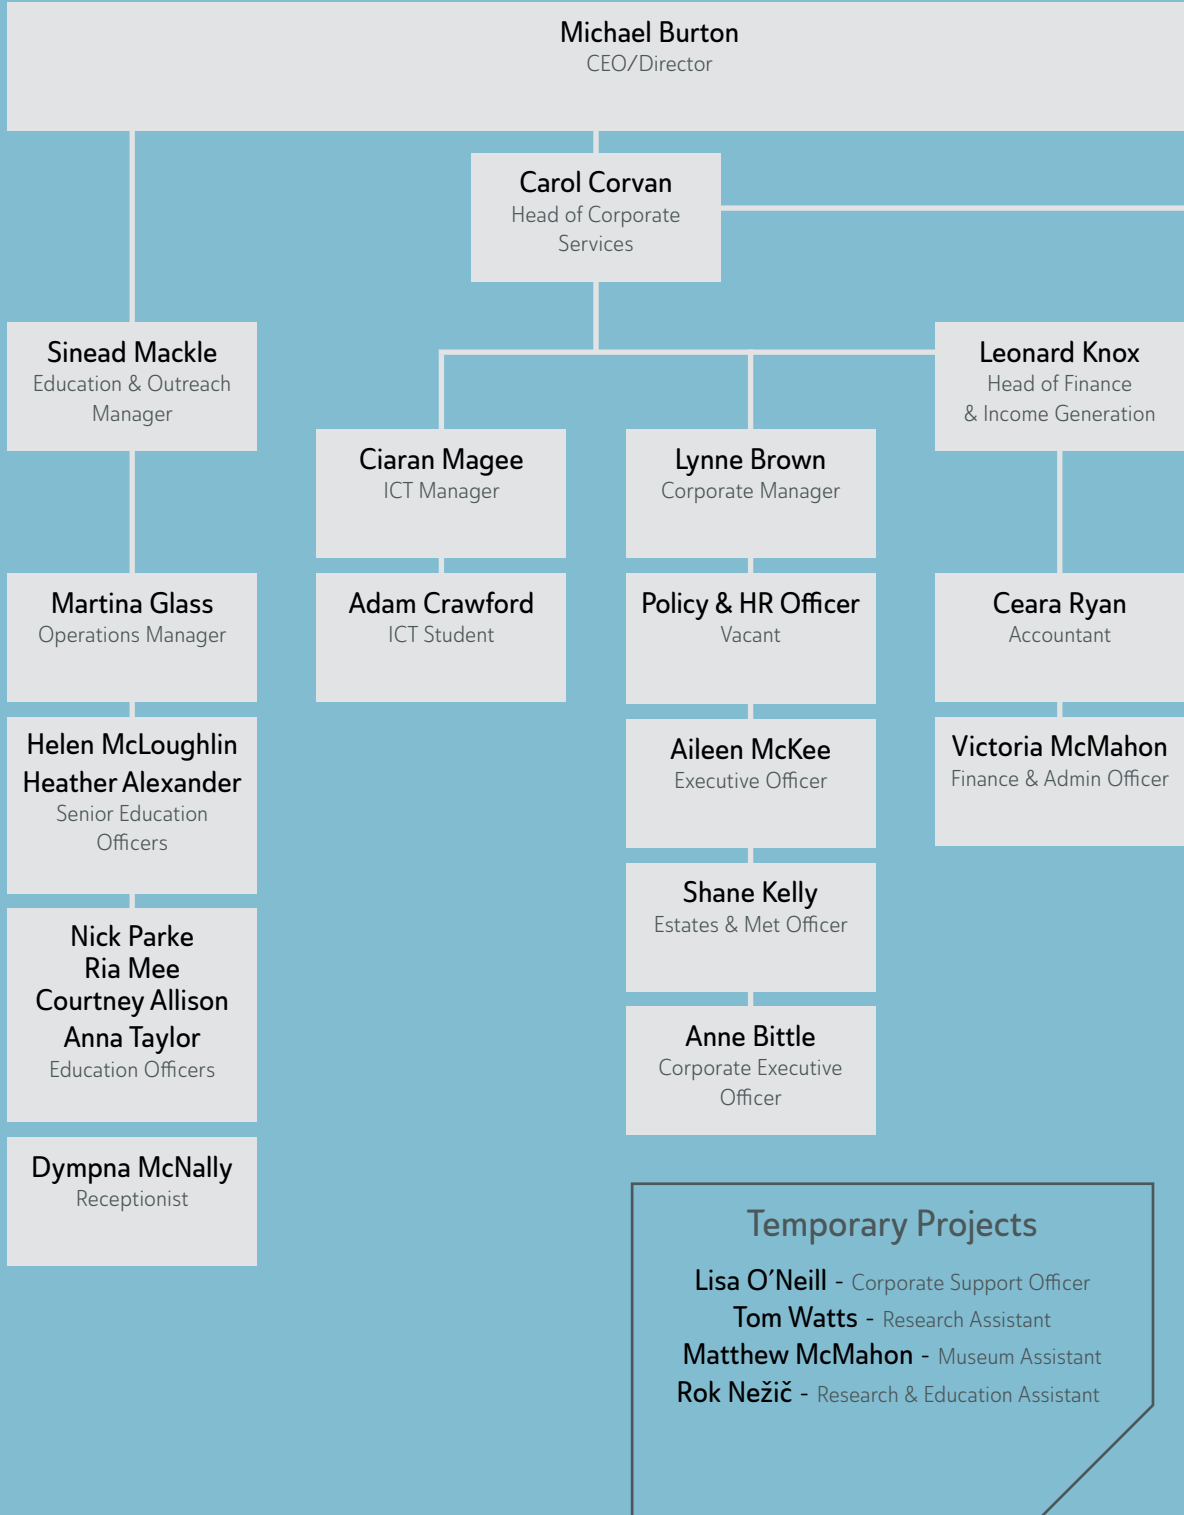 Michael Burton
CEO/Director
Carol Corvan
Head of Corporate
Services
Sinead Mackle
Education & Outreach
Manager
Leonard Knox
Head of Finance
& Income Generation
Ciaran Magee
ICT Manager
Lynne Brown
Corporate Manager
Martina Glass
Operations Manager
Adam Crawford
ICT Student
Policy & HR Officer
Vacant
Ceara Ryan
Accountant
Helen McLoughlin
Heather Alexander
Senior Education
Officers
Aileen McKee
Executive Officer
Victoria McMahon
Finance & Admin Officer
Shane Kelly
Estates & Met Officer
Nick Parke
Ria Mee
Courtney Allison
Anna Taylor
Education Officers
Anne Bittle
Corporate Executive
Officer
Dympna McNally
Receptionist
Temporary Projects
Lisa O´Neill - Corporate Support Officer
Tom Watts - Research Assistant
Matthew McMahon - Museum Assistant
Rok Nežič - Research & Education Assistant